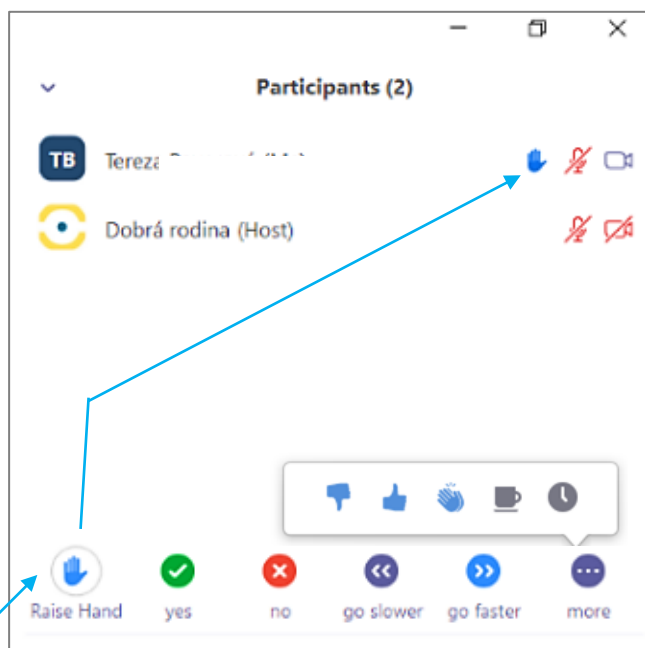 Participants (2)
TB Tereza
Dobrá rodina (Host)
Raise Hand yes no go slower go faster more